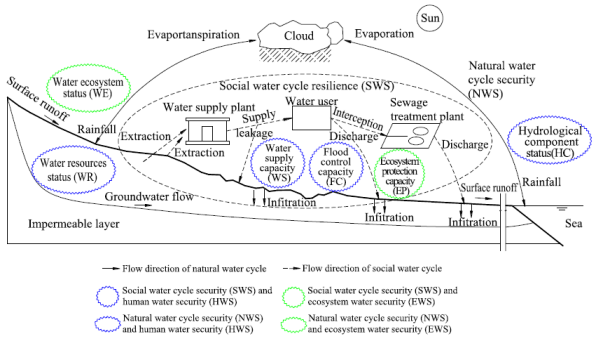 Sun
Evaportanspiration
Cloud
Evaporation
Natural water
cycle security
(NWS)
Water ecosystem
status (WE)
Surface runoff
Social water cycle resilience (SWS)
Water supply plant
Water user
Sewage
treatment plant
Supply
leakage
Interception
Discharge
Discharge
Hydrological
component
status(HC)
Rainfall
Extraction
Extraction
Water resources
status (WR)
Water
supply
capacity
(WS)
Flood
control
capacity
(FC)
Ecosystem
protection
capacity
(EP)
Surface runoff
Rainfall
Groundwater flow
Infitration
Infitration
Infitration
Impermeable layer
Sea
Flow direction of natural water cycle
Flow direction of social water cycle
Social water cycle security (SWS) and
human water security (HWS)
Social water cycle security (SWS) and
ecosystem water security (EWS)
Natural water cycle security (NWS)
and human water security (HWS)
Natural water cycle security (NWS)
and ecosystem water security (EWS)